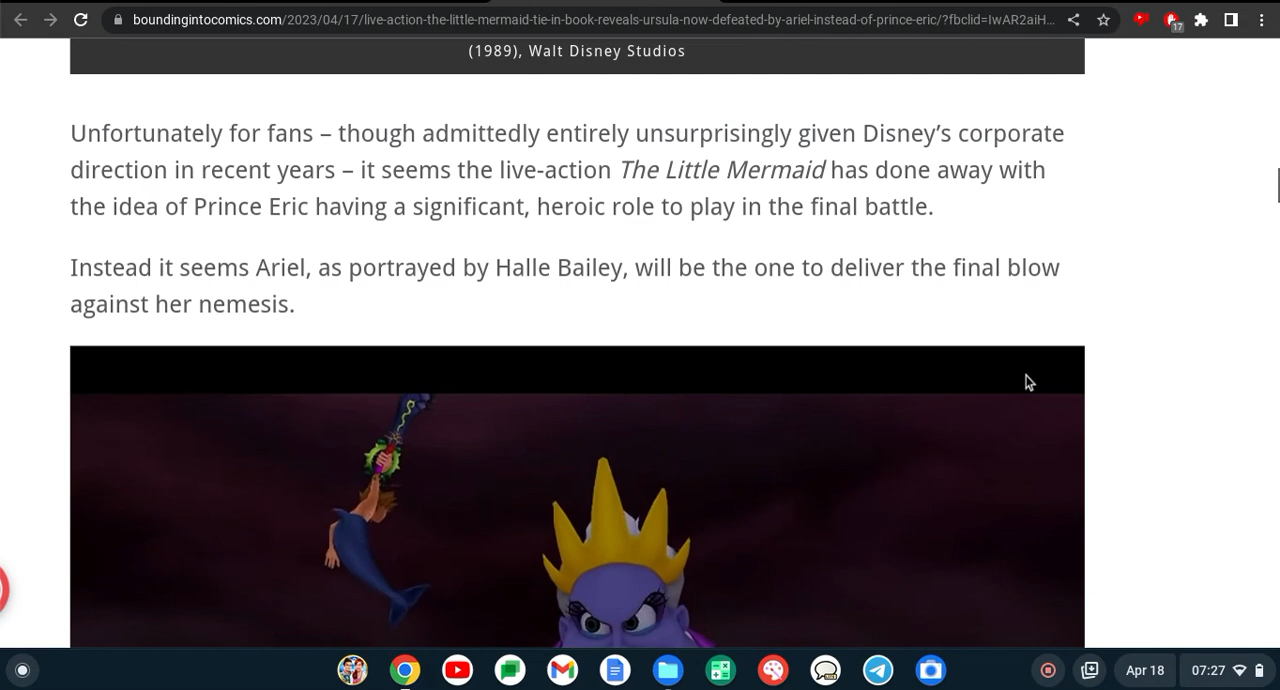 boundingintocomics.com/2023/04/17/live-action-the-little-mermaid-tie-in-book-reveals-ursula-now-defeated-by-ariel-instead-of-prince-eric/?fbclid=IwAR2aiH...
17
(1989), Walt Disney Studios
Unfortunately for fans – though admittedly entirely unsurprisingly given Disney’s corporate
direction in recent years – it seems the live-action The Little Mermaid has done away with
the idea of Prince Eric having a significant, heroic role to play in the final battle.
Instead it seems Ariel, as portrayed by Halle Bailey, will be the one to deliver the final blow
against her nemesis.
Apr 18
07:27